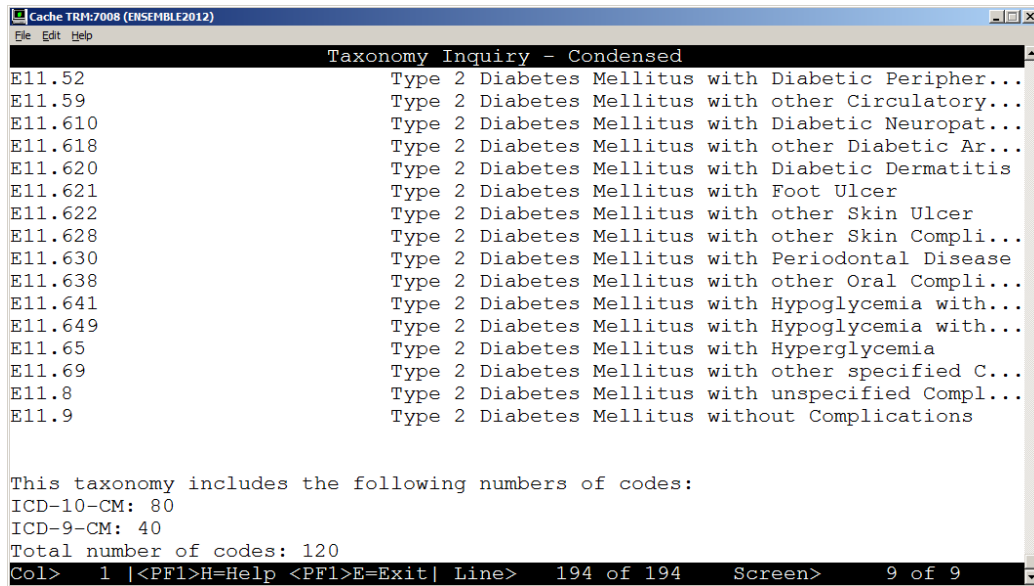 Cache TRM:7008 (ENSEMBLE2012)
File Edit Help
Taxonomy Inquiry - Condensed
E11.52 Type 2 Diabetes Mellitus with Diabetic Peripher...
E11.59 Type 2 Diabetes Mellitus with other Circulatory...
E11.610 Type 2 Diabetes Mellitus with Diabetic Neuropat...
E11.618 Type 2 Diabetes Mellitus with other Diabetic Ar...
E11.620 Type 2 Diabetes Mellitus with Diabetic Dermatitis
E11.621 Type 2 Diabetes Mellitus with Foot Ulcer
E11.622 Type 2 Diabetes Mellitus with other Skin Ulcer
E11.628 Type 2 Diabetes Mellitus with other Skin Compli...
E11.630 Type 2 Diabetes Mellitus with Periodontal Disease
E11.638 Type 2 Diabetes Mellitus with other Oral Compli...
E11.641 Type 2 Diabetes Mellitus with Hypoglycemia with...
E11.649 Type 2 Diabetes Mellitus with Hypoglycemia with...
E11.65 Type 2 Diabetes Mellitus with Hyperglycemia
E11.69 Type 2 Diabetes Mellitus with other specified C...
E11.8 Type 2 Diabetes Mellitus with unspecified Compl...
E11.9 Type 2 Diabetes Mellitus without Complications
This taxonomy includes the following numbers of codes:
ICD-10-CM: 80
ICD-9-CM: 40
Total number of codes: 120
Col> 1 |<PF1>H=Help <PF1>E=Exit| Line> 194 of 194 Screen> 9 of 9